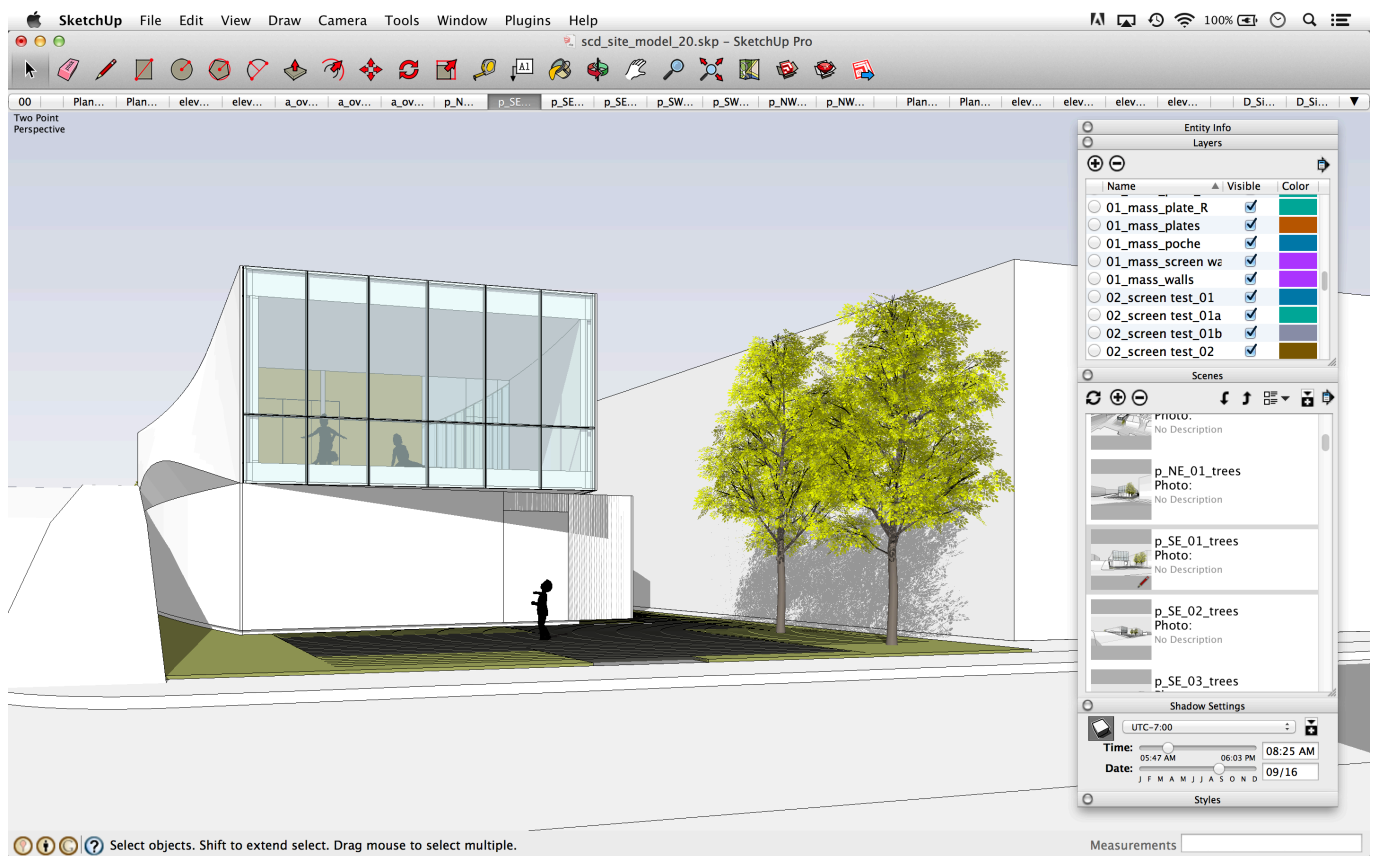 SketchUp File Edit View Draw Camera Tools Window Plugins Help 100%
scd_site_model_20.skp – SketchUp Pro
A1
00 Plan... Plan... elev... elev... a_ov... a_ov... a_ov... p_N... p_SE... p_SE... p_SE... p_SW... p_SW... p_NW... p_NW... Plan... Plan... elev... elev... elev... elev... D_Si... D_Si...
Two Point
Perspective
Entity Info
Layers
Name Visible Color
01_mass_plate_R
01_mass_plates
01_mass_poche
01_mass_screen wa
01_mass_walls
02_screen test_01
02_screen test_01a
02_screen test_01b
02_screen test_02
Scenes
Photo:
No Description
p_NE_01_trees
Photo:
No Description
p_SE_01_trees
Photo:
No Description
p_SE_02_trees
Photo:
No Description
p_SE_03_trees
Shadow Settings
UTC-7:00
Time: 05:47 AM 06:03 PM 08:25 AM
Date: J F M A M J J A S O N D 09/16
Styles
Select objects. Shift to extend select. Drag mouse to select multiple.
Measurements